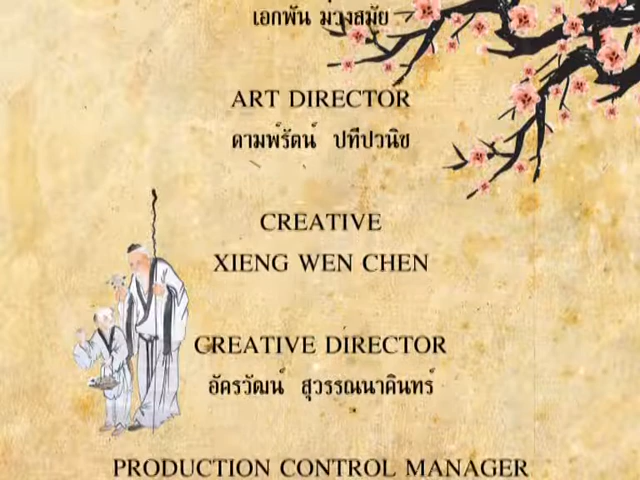 เอกพัน ม่วงสมัย
ART DIRECTOR
คามพ์รัตน์ ปทีปวนิช
CREATIVE
XIENG WEN CHEN
CREATIVE DIRECTOR
อัครวัฒน์ สุวรรณนาคินทร์
PRODUCTION CONTROL MANAGER